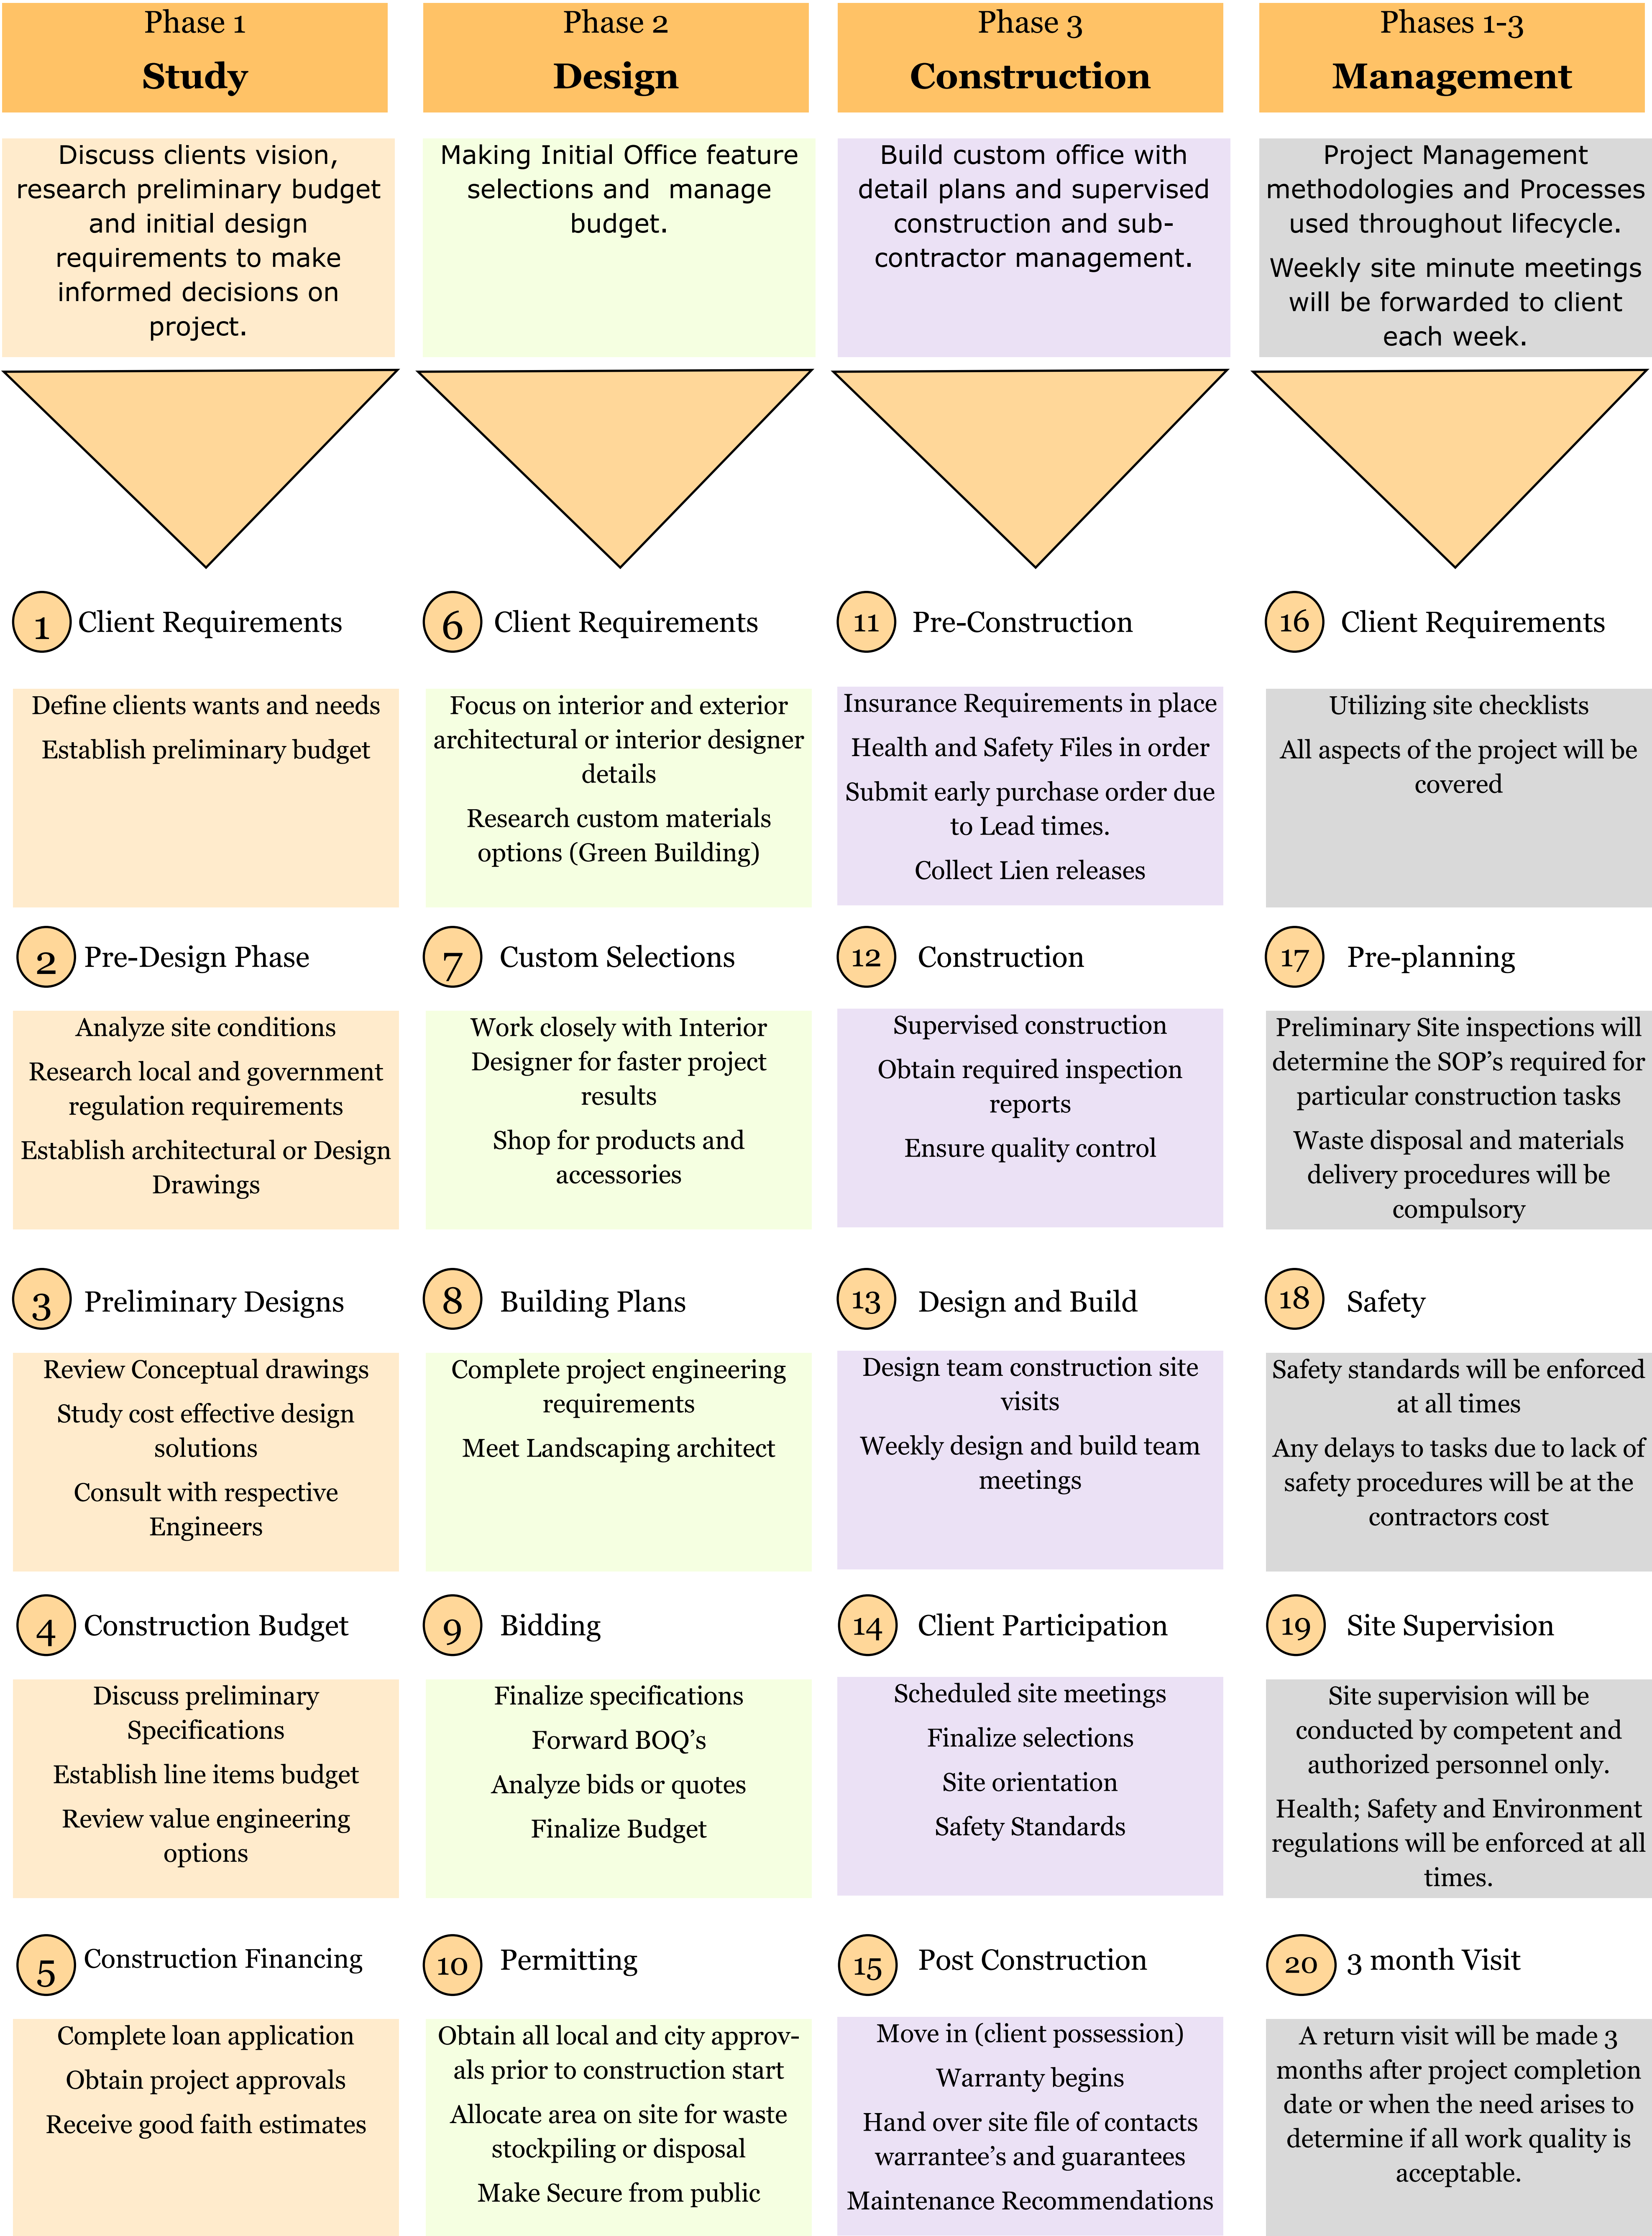 Phase 1
Study
Phase 2
Design
Phase 3
Construction
Phases 1-3
Management
Discuss clients vision,
research preliminary budget
and initial design
requirements to make
informed decisions on
project.
Making Initial Office feature
selections and  manage
budget.
Build custom office with
detail plans and supervised
construction and sub-
contractor management.
Project Management
methodologies and Processes
used throughout lifecycle.
Weekly site minute meetings
will be forwarded to client
each week.
1 Client Requirements
Define clients wants and needs
Establish preliminary budget
6 Client Requirements
Focus on interior and exterior
architectural or interior designer
details
Research custom materials
options (Green Building)
11 Pre-Construction
Insurance Requirements in place
Health and Safety Files in order
Submit early purchase order due
to Lead times.
Collect Lien releases
16 Client Requirements
Utilizing site checklists
All aspects of the project will be
covered
2 Pre-Design Phase
Analyze site conditions
Research local and government
regulation requirements
Establish architectural or Design
Drawings
7 Custom Selections
Work closely with Interior
Designer for faster project
results
Shop for products and
accessories
12 Construction
Supervised construction
Obtain required inspection
reports
Ensure quality control
17 Pre-planning
Preliminary Site inspections will
determine the SOP’s required for
particular construction tasks
Waste disposal and materials
delivery procedures will be
compulsory
3 Preliminary Designs
Review Conceptual drawings
Study cost effective design
solutions
Consult with respective
Engineers
8 Building Plans
Complete project engineering
requirements
Meet Landscaping architect
13 Design and Build
Design team construction site
visits
Weekly design and build team
meetings
18 Safety
Safety standards will be enforced
at all times
Any delays to tasks due to lack of
safety procedures will be at the
contractors cost
4 Construction Budget
Discuss preliminary
Specifications
Establish line items budget
Review value engineering
options
9 Bidding
Finalize specifications
Forward BOQ’s
Analyze bids or quotes
Finalize Budget
14 Client Participation
Scheduled site meetings
Finalize selections
Site orientation
Safety Standards
19 Site Supervision
Site supervision will be
conducted by competent and
authorized personnel only.
Health; Safety and Environment
regulations will be enforced at all
times.
5 Construction Financing
Complete loan application
Obtain project approvals
Receive good faith estimates
10 Permitting
Obtain all local and city approv-
als prior to construction start
Allocate area on site for waste
stockpiling or disposal
Make Secure from public
15 Post Construction
Move in (client possession)
Warranty begins
Hand over site file of contacts
warrantee’s and guarantees
Maintenance Recommendations
20 3 month Visit
A return visit will be made 3
months after project completion
date or when the need arises to
determine if all work quality is
acceptable.